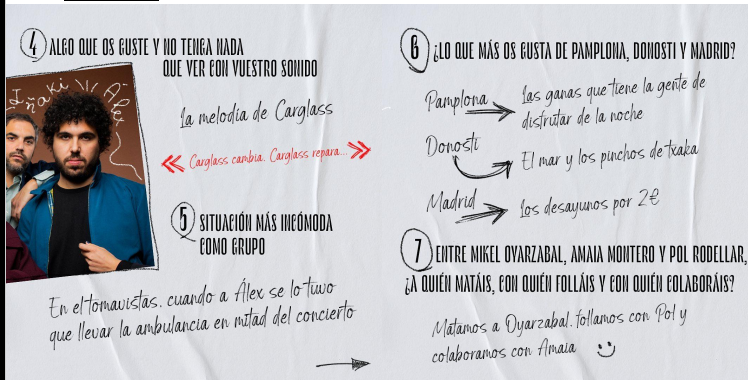 4 ALGO QUE OS GUSTE Y NO TENGA NADA
QUE VER CON VUESTRO SONIDO
Iñaki y Álex
La melodía de Carglass
Carglass cambia. Carglass repara...
5 SITUACIÓN MÁS INCÓMODA
COMO GRUPO
En el tomavistas, cuando a Álex se lo tuvo
que llevar la ambulancia en mitad del concierto
6 ¿LO QUE MÁS OS GUSTA DE PAMPLONA, DONOSTI Y MADRID?
Pamplona
Las ganas que tiene la gente de
disfrutar de la noche
Donosti
El mar y los pinchos de txaka
Madrid
Los desayunos por 2€
7 ENTRE MIKEL OYARZABAL, AMAIA MONTERO Y POL RODELLAR,
¿A QUIÉN MATÁIS, CON QUIÉN FOLLÁIS Y CON QUIÉN COLABORÁIS?
Matamos a Oyarzabal, follamos con Pol y
colaboramos con Amaia